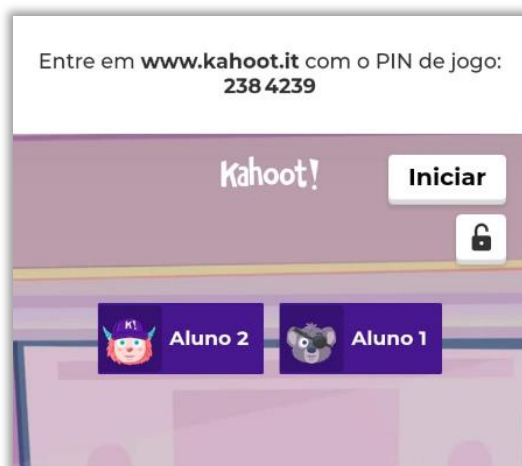 Entre em www.kahoot.it com o PIN de jogo:
238 4239
Kahoot!
Iniciar
K!
Aluno 2
Aluno 1